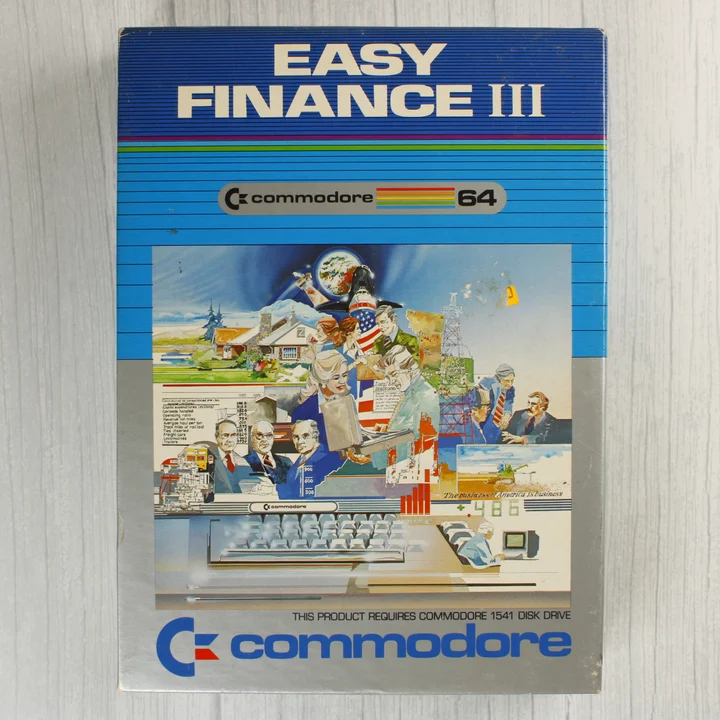 EASY
FINANCE III
commodore 64
commodore
The business of America is business
+.486
THIS PRODUCT REQUIRES COMMODORE 1541 DISK DRIVE
commodore